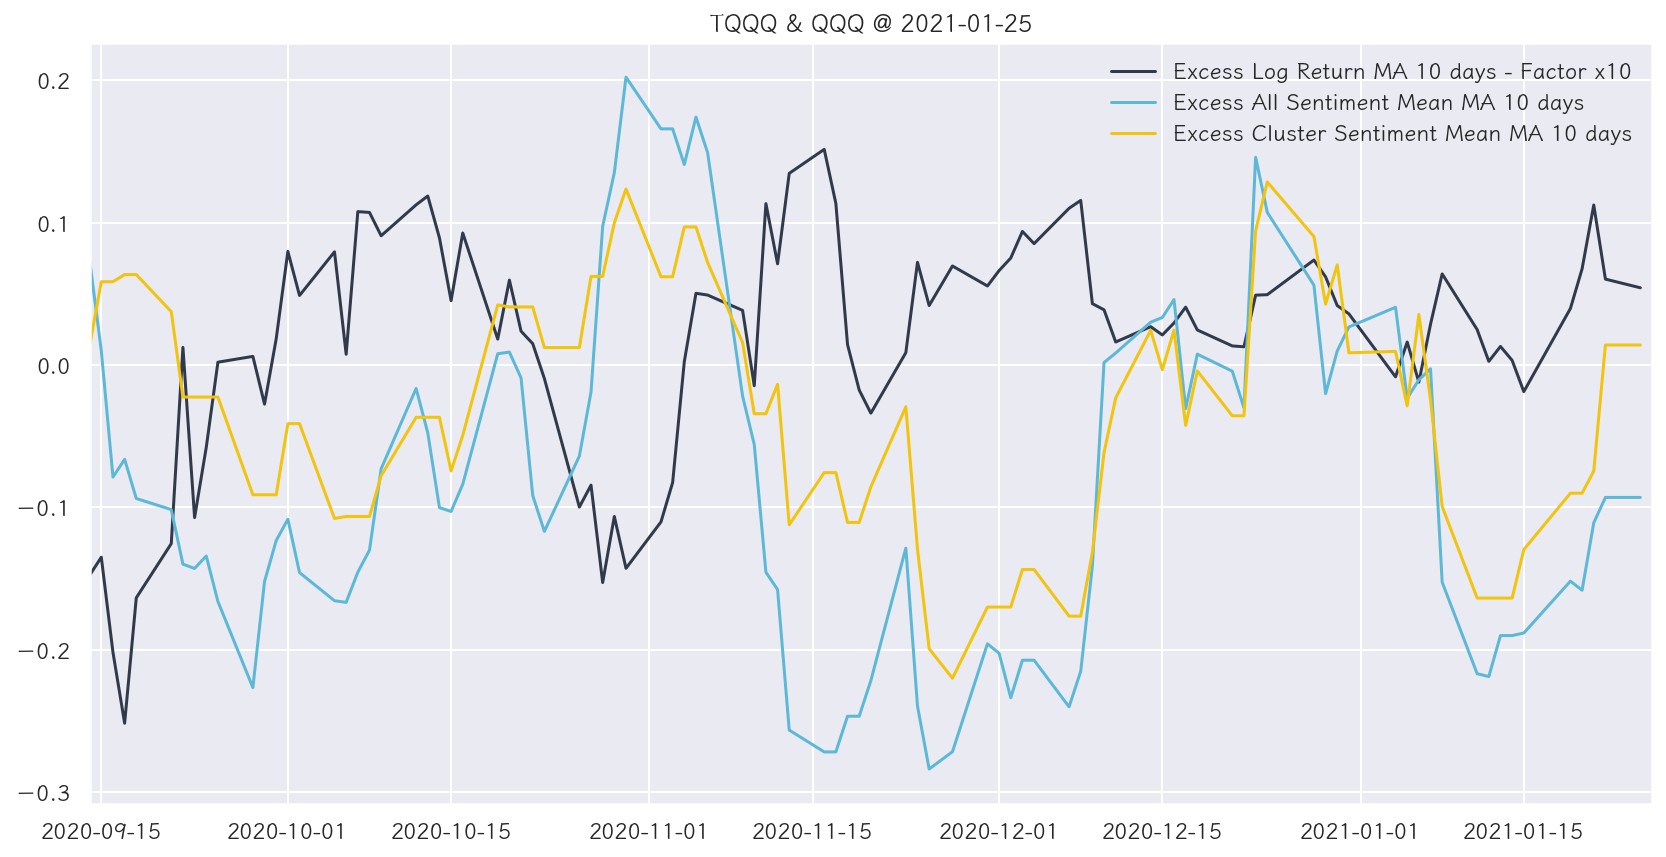 TQQQ & QQQ @ 2021-01-25
Excess Log Return MA 10 days - Factor x10
Excess All Sentiment Mean MA 10 days
Excess Cluster Sentiment Mean MA 10 days
0.2
0.1
0.0
−0.1
−0.2
−0.3
2020-09-15 2020-10-01 2020-10-15 2020-11-01 2020-11-15 2020-12-01 2020-12-15 2021-01-01 2021-01-15